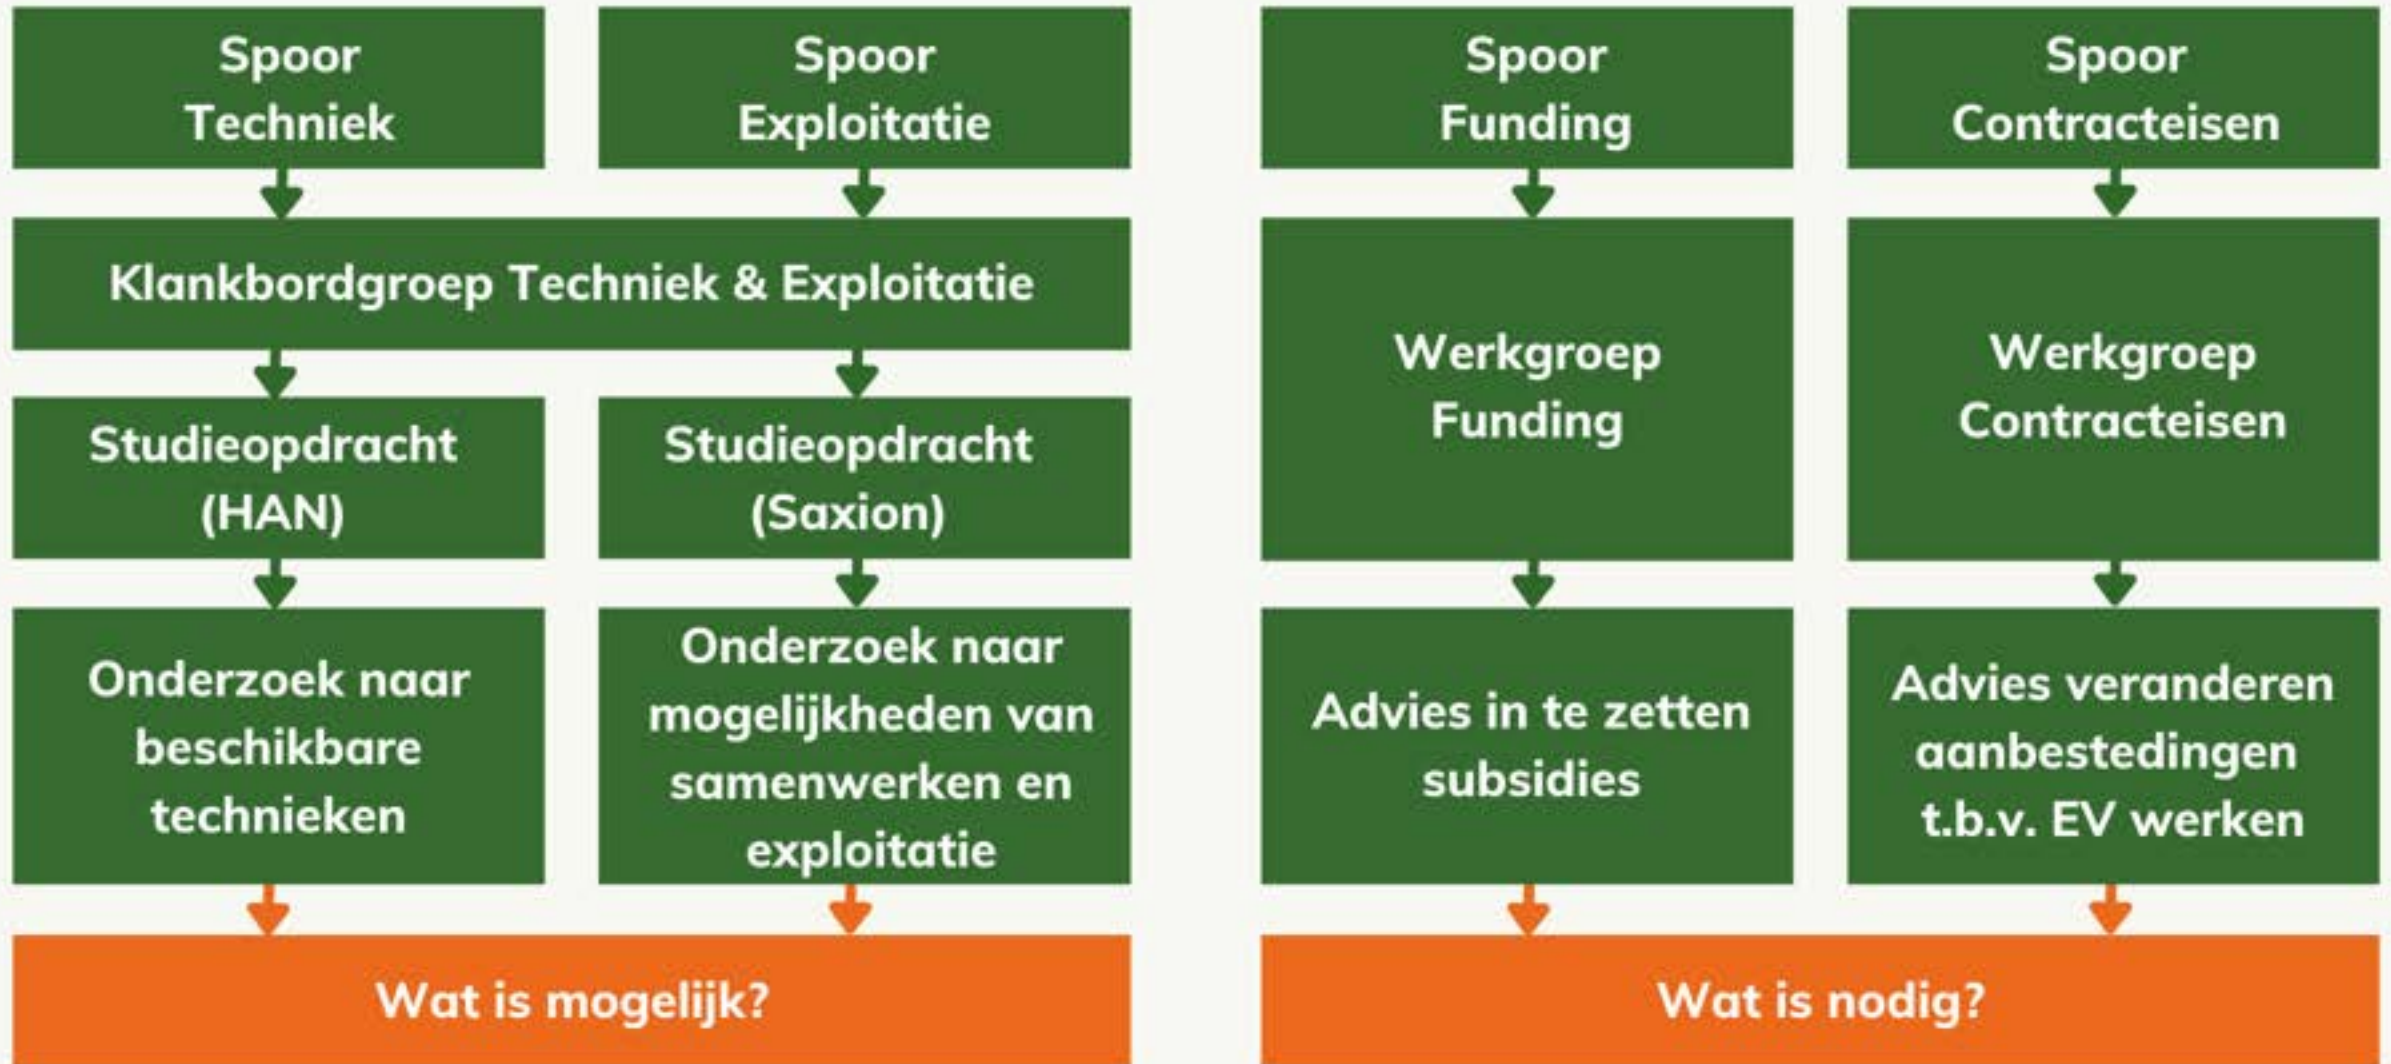 Spoor
Techniek
Spoor
Exploitatie
Spoor
Funding
Spoor
Contracteisen
Klankbordgroep Techniek & Exploitatie
Werkgroep
Funding
Werkgroep
Contracteisen
Studieopdracht
(HAN)
Studieopdracht
(Saxion)
Onderzoek naar
beschikbare
technieken
Onderzoek naar
mogelijkheden van
samenwerken en
exploitatie
Advies in te zetten
subsidies
Advies veranderen
aanbestedingen
t.b.v. EV werken
Wat is mogelijk?
Wat is nodig?